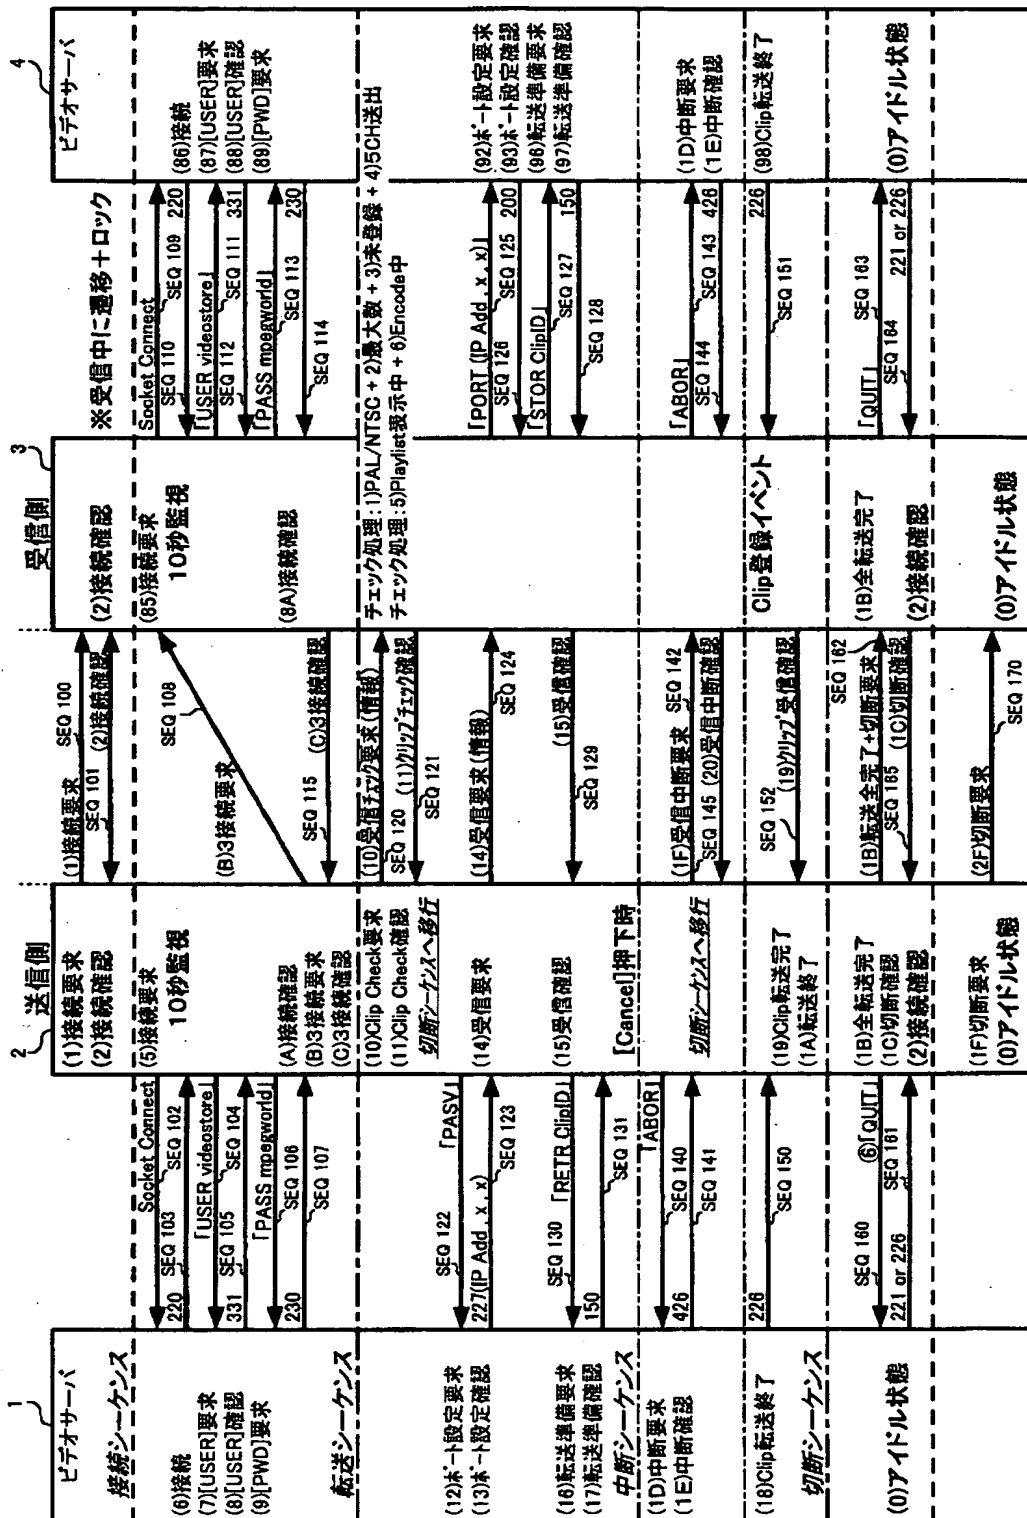 1
ビデオサーバ
接続シーケンス
(6)接続
(7)[USER]要求
(8)[USER]確認
(9)[PWD]要求
転送シーケンス
(12)ポート設定要求
(13)ポート設定確認
(16)転送準備要求
(17)転送準備確認
中断シーケンス
(1D)中断要求
(1E)中断確認
(18)Clip転送終了
切断シーケンス
(0)アイドル状態
Socket Connect
SEQ 102
SEQ 103
220
「USER videostore」
SEQ 104
SEQ 105
331
「PASS mpegworld」
SEQ 106
230
SEQ 107
「PASV」
SEQ 122
227(IP Add , x, x)
SEQ 123
「RETR ClipID」
SEQ 130
150
SEQ 131
「ABOR」
SEQ 140
426
SEQ 141
226
SEQ 150
⑥「QUIT」
SEQ 160
SEQ 161
221 or 226
2
送信側
(1)接続要求
(2)接続確認
(5)接続要求
10秒監視
(A)接続確認
(B)3接続要求
(C)3接続確認
(10)Clip Check要求
(11)Clip Check確認
切断シーケンスへ移行
(14)受信要求
(15)受信確認
[Cancel]押下時
切断シーケンスへ移行
(19)Clip転送完了
(1A)転送終了
(1B)全転送完了
(1C)切断確認
(2)接続確認
(1F)切断要求
(0)アイドル状態
(1)接続要求
SEQ 100
SEQ 101
(2)接続確認
SEQ 108
(B)3接続要求
SEQ 115
(C)3接続確認
(10)受信チェック要求(情報)
SEQ 120
(11)クリップチェック確認
SEQ 121
(14)受信要求(情報)
SEQ 124
(15)受信確認
SEQ 129
(1F)受信中断要求
SEQ 142
SEQ 145
(20)受信中断確認
SEQ 152
(19)クリップ受信確認
SEQ 162
(1B)転送全完了+切断要求
SEQ 165
(1C)切断確認
(2F)切断要求
SEQ 170
受信側
3
(2)接続確認
(85)接続要求
10秒監視
(8A)接続確認
チェック処理:1)PAL/NTSC + 2)最大数 + 3)未登録 + 4)5CH送出
チェック処理:5)Playlist表示中 + 6)Encode中
Clip登録イベント
(1B)全転送完了
(2)接続確認
(0)アイドル状態
※受信中に遷移+ロック
Socket Connect
SEQ 109
SEQ 110
220
「USER videostore」
SEQ 111
SEQ 112
331
「PASS mpegworld」
SEQ 113
230
SEQ 114
「PORT (IP Add , x, x)」
SEQ 125
SEQ 126
200
「STOR ClipID」
SEQ 127
150
SEQ 128
「ABOR」
SEQ 143
SEQ 144
426
226
SEQ 151
「QUIT」
SEQ 163
SEQ 164
221 or 226
4
ビデオサーバ
(86)接続
(87)[USER]要求
(88)[USER]確認
(89)[PWD]要求
(92)ポート設定要求
(93)ポート設定確認
(96)転送準備要求
(97)転送準備確認
(1D)中断要求
(1E)中断確認
(98)Clip転送終了
(0)アイドル状態